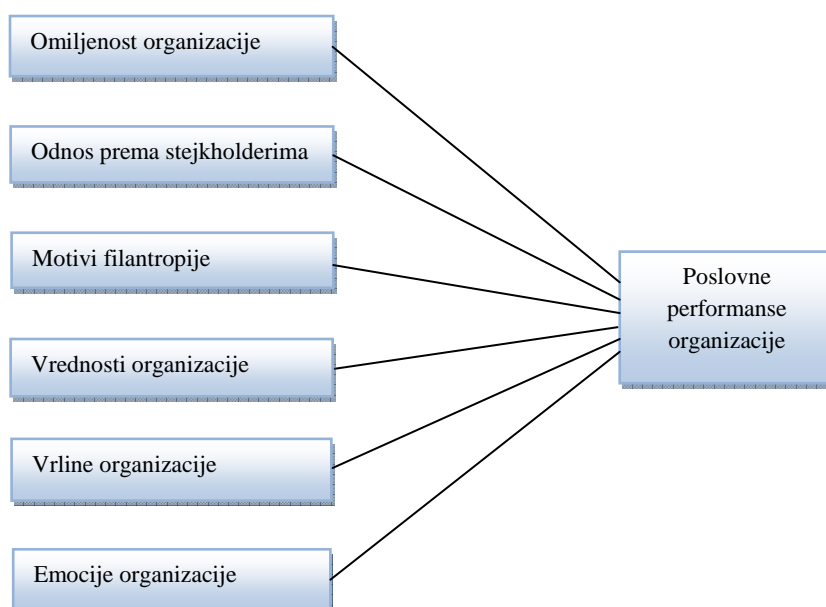 Omiljenost organizacije
Odnos prema stejkholderima
Motivi filantropije
Vrednosti organizacije
Vrline organizacije
Emocije organizacije
Poslovne
performanse
organizacije